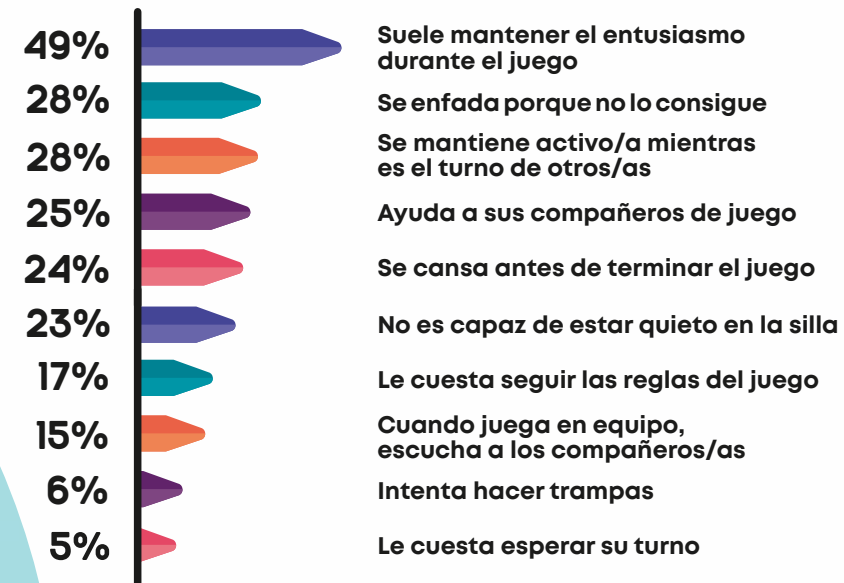 49% Suele mantener el entusiasmo
durante el juego
28% Se enfada porque no lo consigue
28% Se mantiene activo/a mientras
es el turno de otros/as
25% Ayuda a sus compañeros de juego
24% Se cansa antes de terminar el juego
23% No es capaz de estar quieto en la silla
17% Le cuesta seguir las reglas del juego
15% Cuando juega en equipo,
escucha a los compañeros/as
6% Intenta hacer trampas
5% Le cuesta esperar su turno